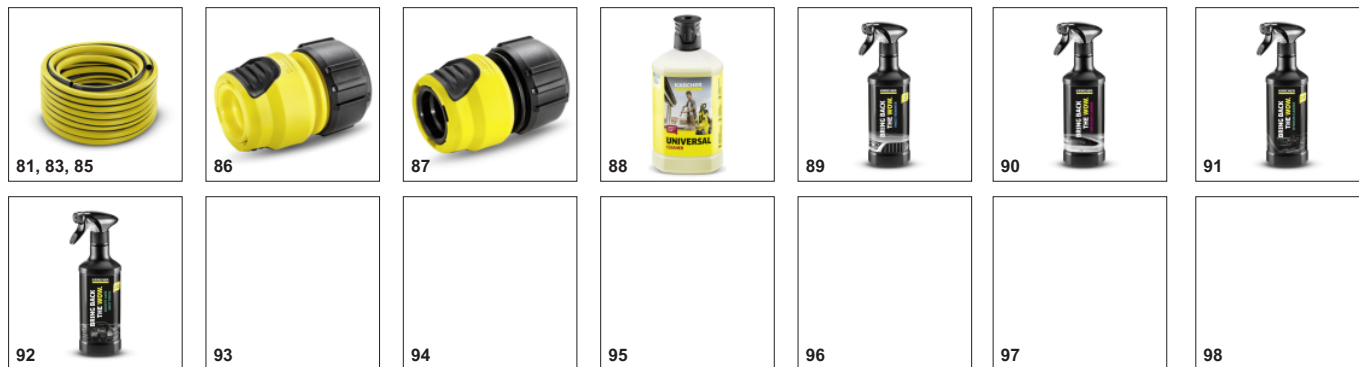 81, 83, 85
86
87
KÄRCHER
UNIVERSAL
CLEANER
88
BRING BACK
THE WOW.
89
BRING BACK
THE WOW.
90
BRING BACK
THE WOW.
91
KÄRCHER
BRING BACK
THE WOW.
92
93
94
95
96
97
98